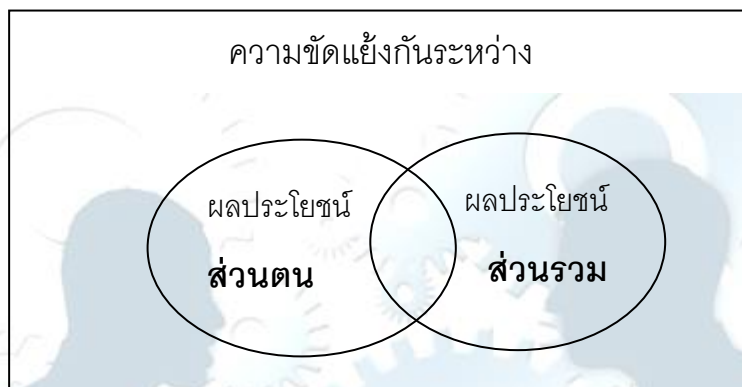 ความขัดแย้งกันระหว่าง
ผลประโยชน์
ส่วนตน
ผลประโยชน์
ส่วนรวม